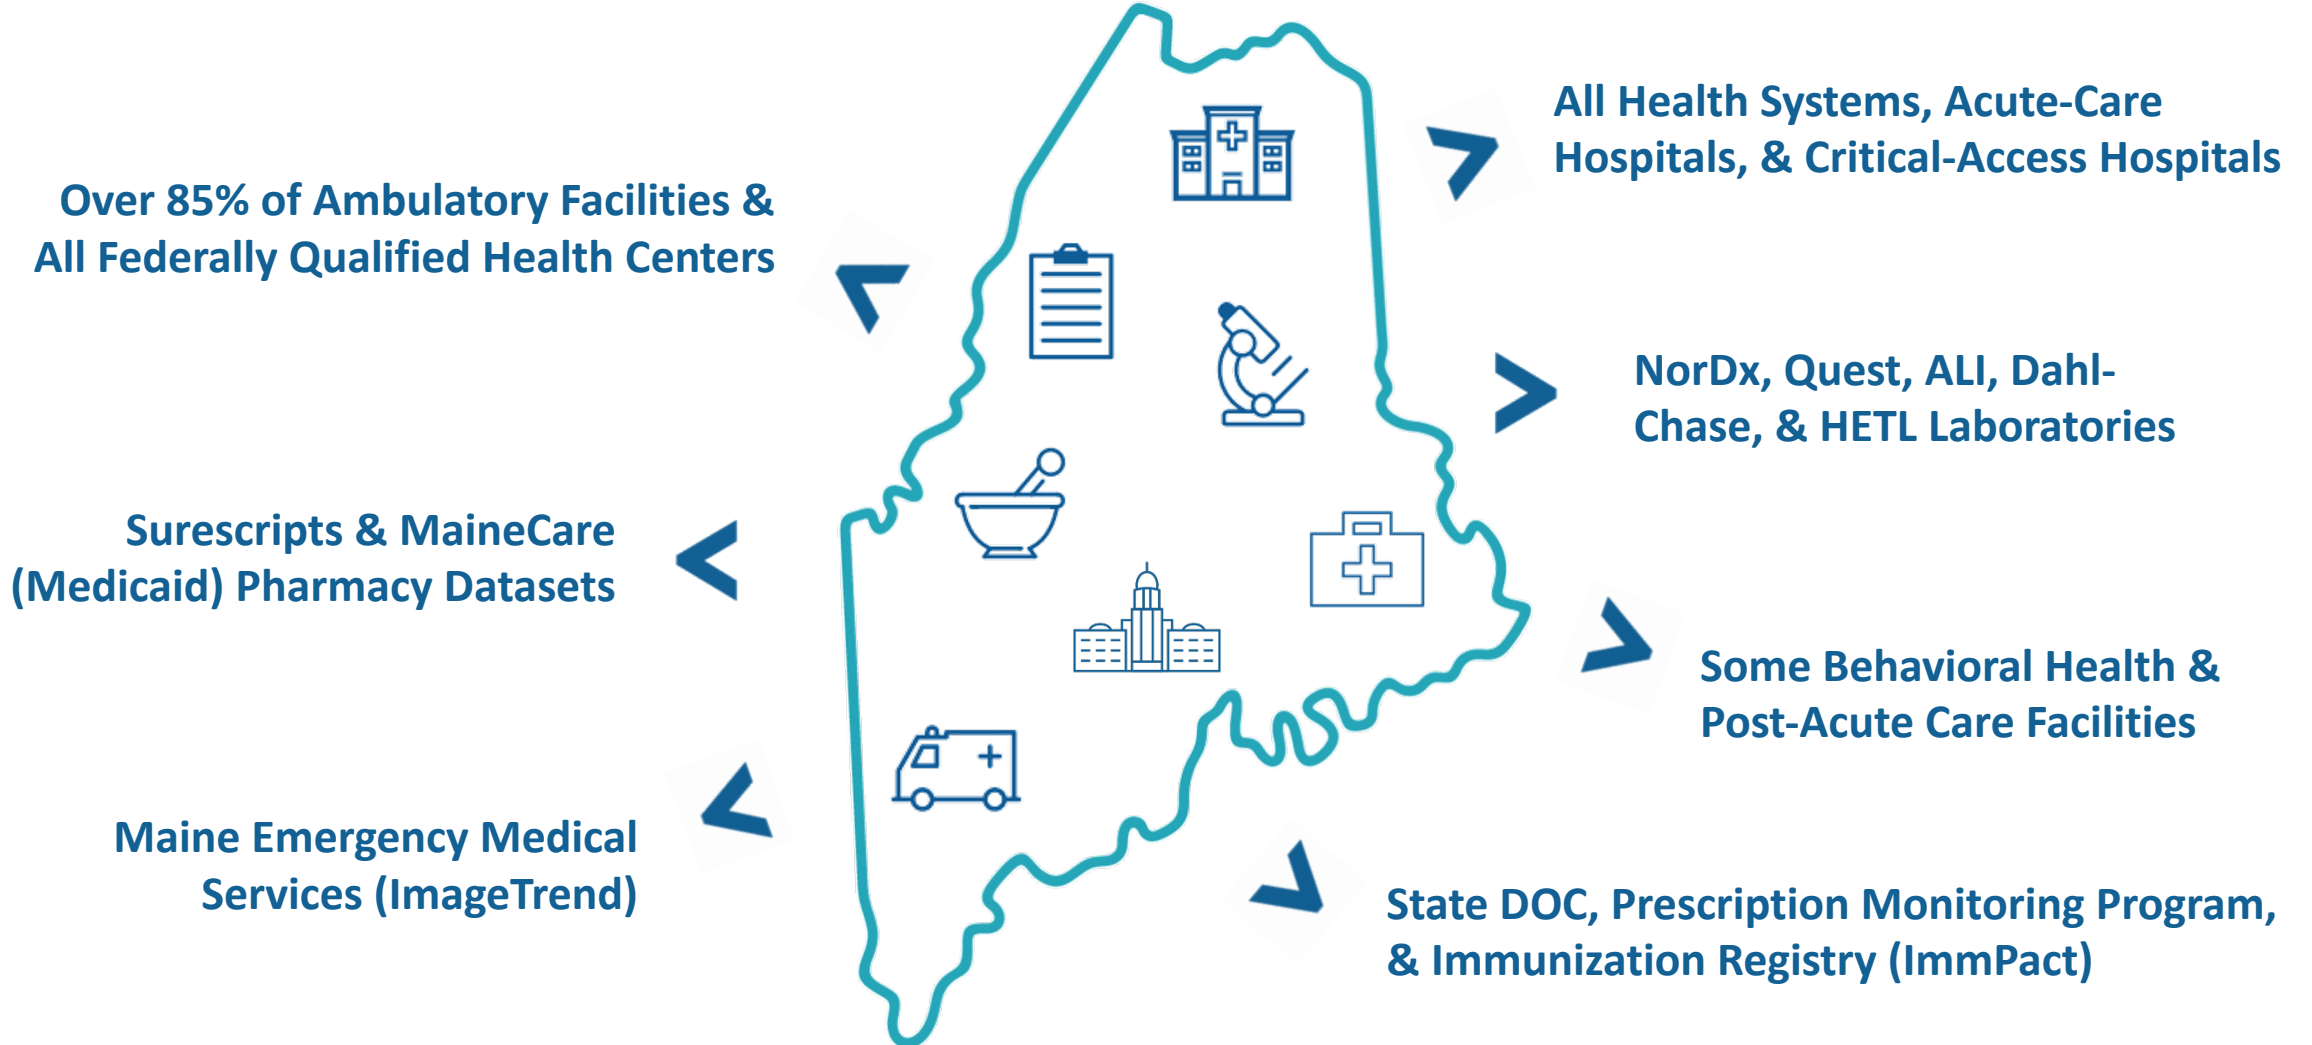 All Health Systems, Acute-Care
Hospitals, & Critical-Access Hospitals
Over 85% of Ambulatory Facilities &
All Federally Qualified Health Centers
NorDx, Quest, ALI, Dahl-
Chase, & HETL Laboratories
Surescripts & MaineCare
(Medicaid) Pharmacy Datasets
Some Behavioral Health &
Post-Acute Care Facilities
Maine Emergency Medical
Services (ImageTrend)
State DOC, Prescription Monitoring Program,
& Immunization Registry (ImmPact)